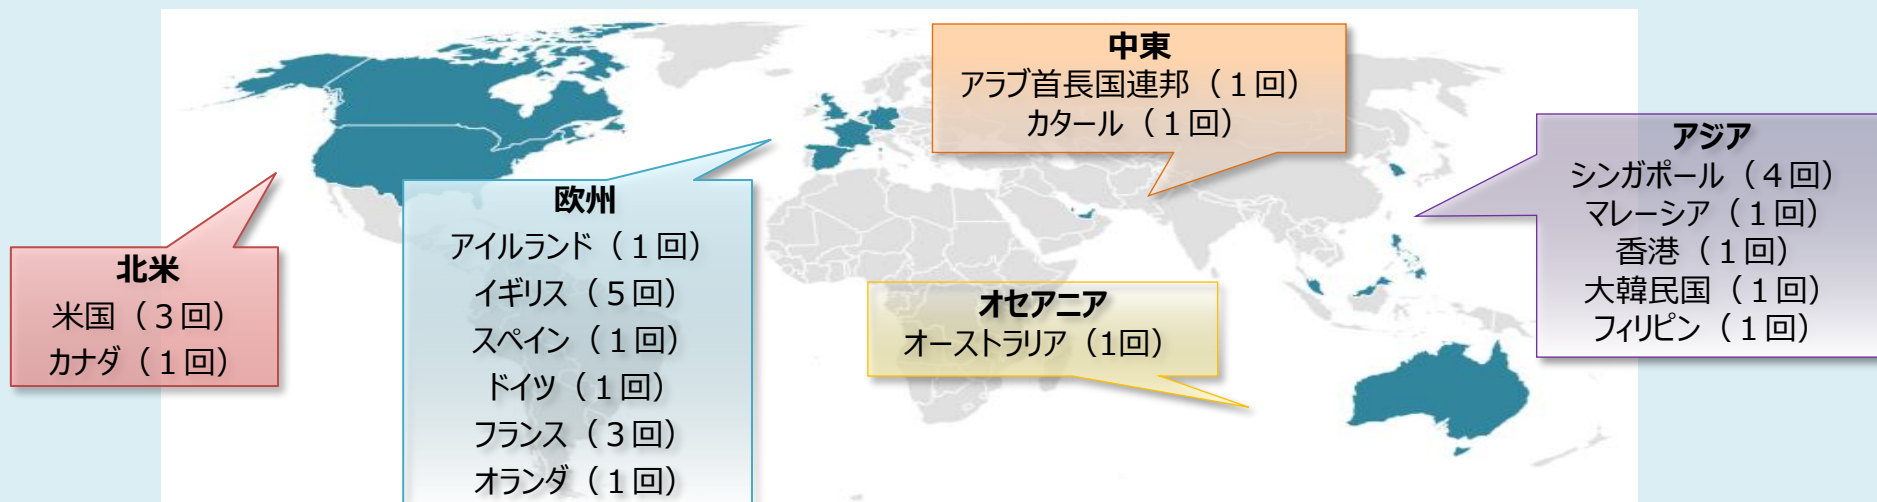 北米
米国（３回）
カナダ（１回）
欧州
アイルランド（１回）
イギリス（５回）
スペイン（１回）
ドイツ（１回）
フランス（３回）
オランダ（１回）
中東
アラブ首長国連邦（１回）
カタール（１回）
オセアニア
オーストラリア（1回）
アジア
シンガポール（４回）
マレーシア（１回）
香港（１回）
大韓民国（１回）
フィリピン（１回）